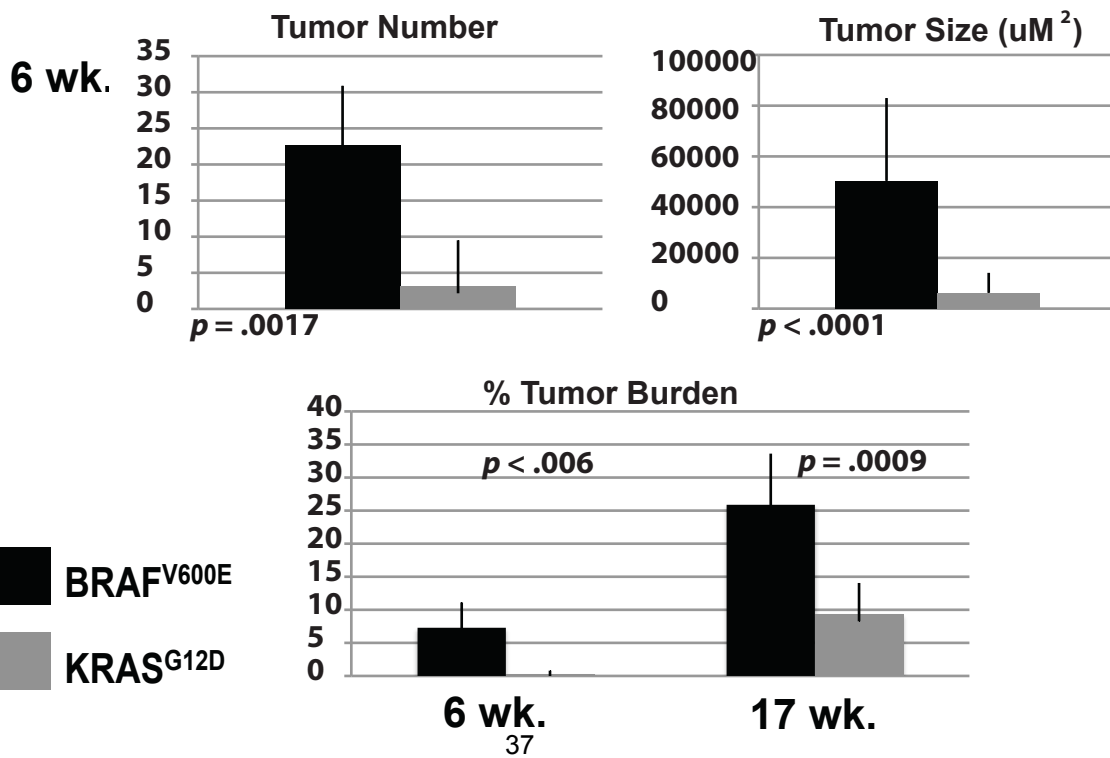 Tumor Number
6 wk.
35
30
25
20
15
10
5
0
p = .0017
Tumor Size (uM²)
100000
80000
60000
40000
20000
0
p < .0001
% Tumor Burden
40
35
30
25
20
15
10
5
0
p < .006
p = .0009
6 wk.
17 wk.
BRAFV600E
KRASG12D
37